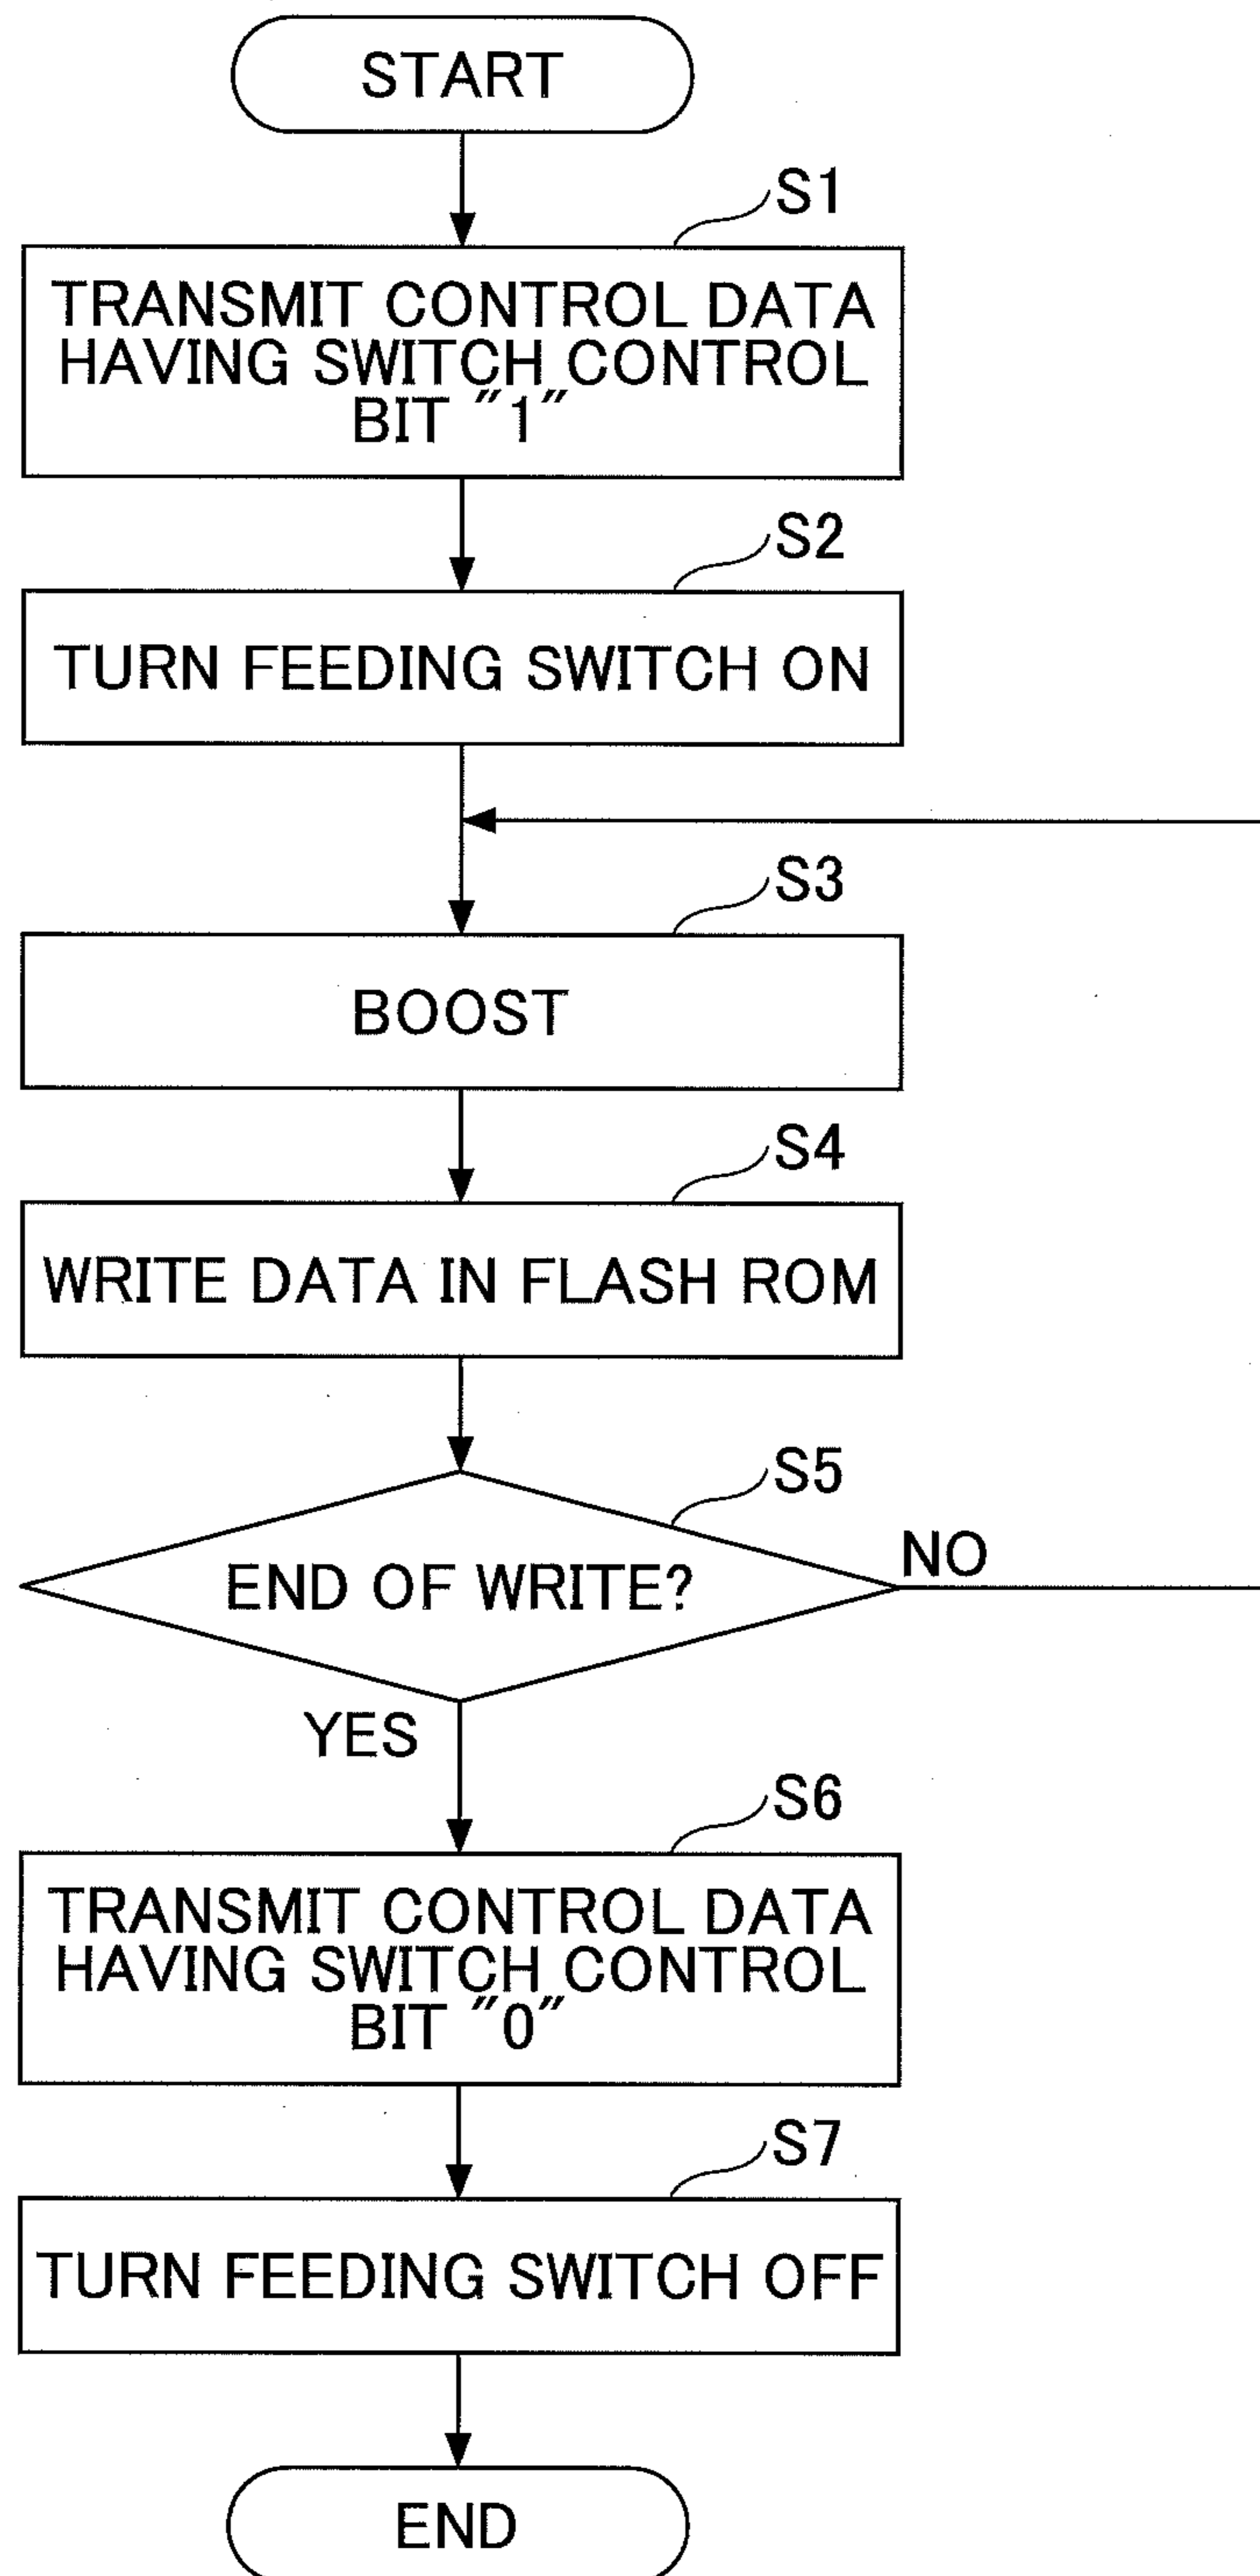 START
S1
TRANSMIT CONTROL DATA
HAVING SWITCH CONTROL
BIT "1"
S2
TURN FEEDING SWITCH ON
S3
BOOST
S4
WRITE DATA IN FLASH ROM
S5
END OF WRITE?
NO
YES
S6
TRANSMIT CONTROL DATA
HAVING SWITCH CONTROL
BIT "0"
S7
TURN FEEDING SWITCH OFF
END